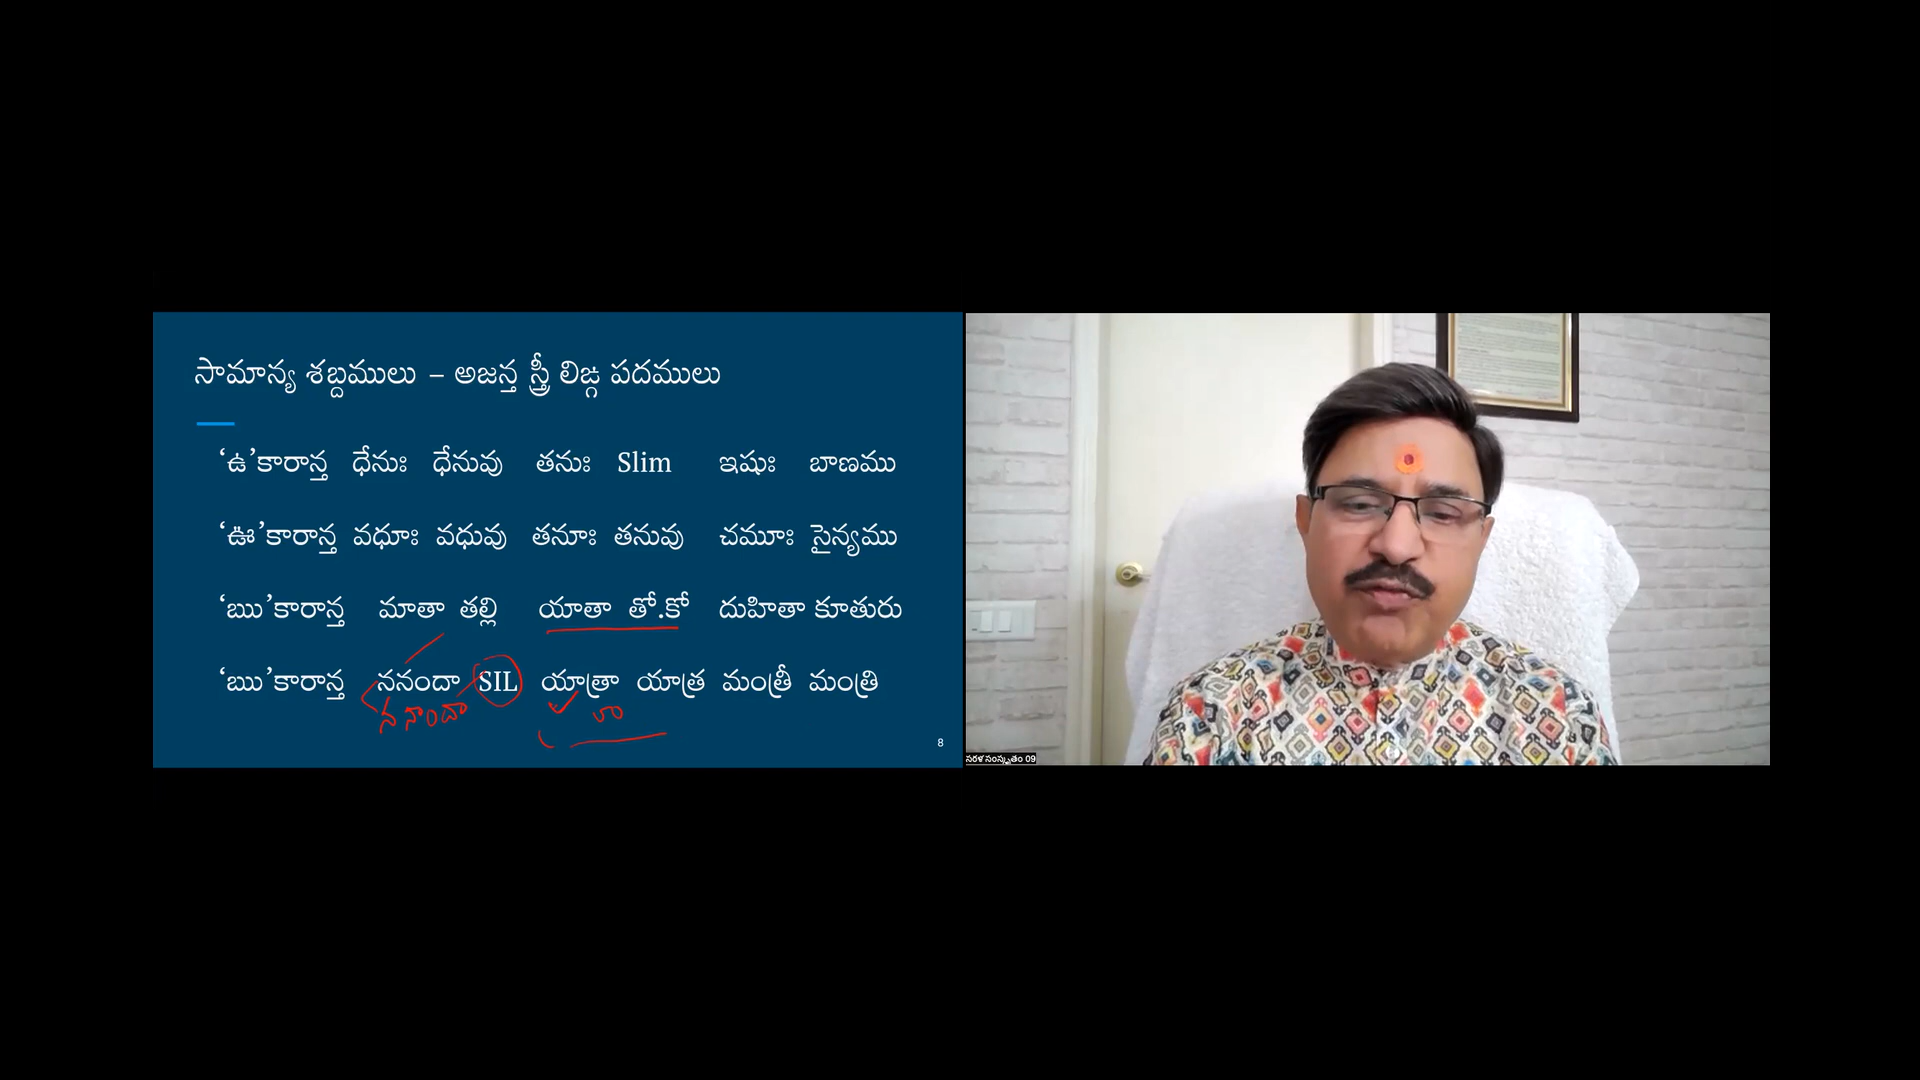 సామాన్య శబ్దములు – అజన్త స్త్రీ లిఙ్గ పదములు
‘ఉ’కారాన్త ధేనుః ధేనువు తనుః Slim ఇషుః బాణము
‘ఊ’కారాన్త వధూః వధువు తనూః తనువు చమూః సైన్యము
‘ఋ’కారాన్త మాతా తల్లి యాతా తో.కో దుహితా కూతురు
‘ఋ’కారాన్త ననందా SIL యాత్రా యాత్ర మంత్రీ మంత్రి
న నాందా
8
సరళ సంస్కృతం 09